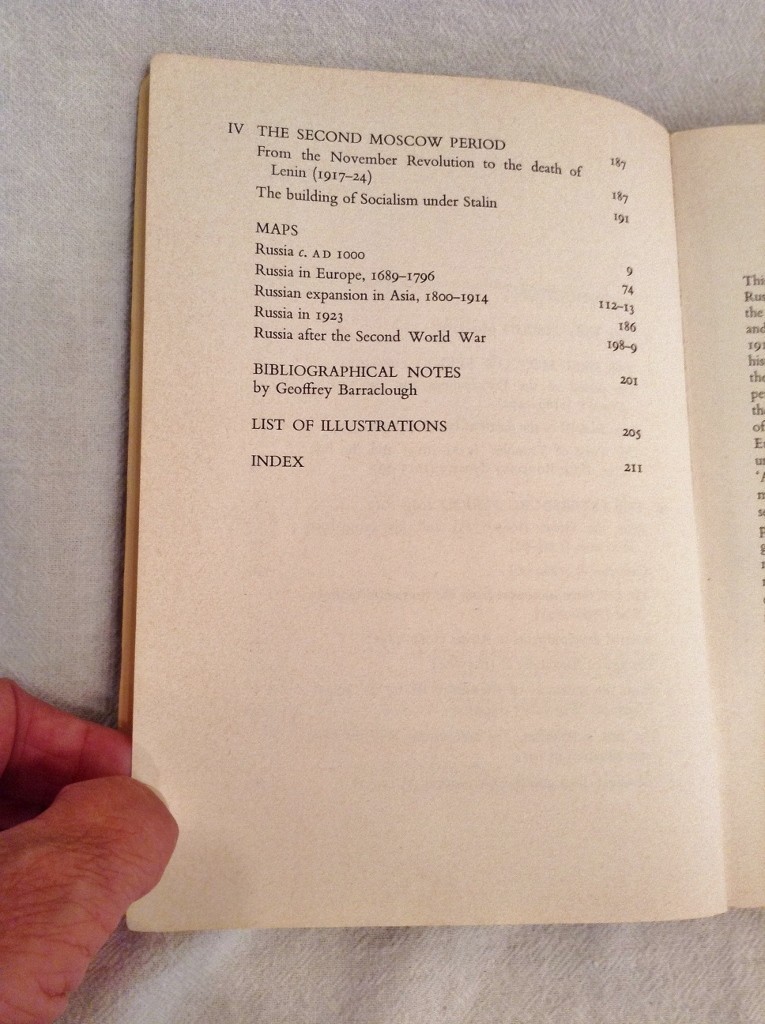 IV THE SECOND MOSCOW PERIOD 187
From the November Revolution to the death of
Lenin (1917–24) 187
The building of Socialism under Stalin 191
MAPS
Russia c. AD 1000 9
Russia in Europe, 1689–1796 74
Russian expansion in Asia, 1800–1914 112–13
Russia in 1923 186
Russia after the Second World War 198–9
BIBLIOGRAPHICAL NOTES 201
by Geoffrey Barraclough
LIST OF ILLUSTRATIONS 205
INDEX 211